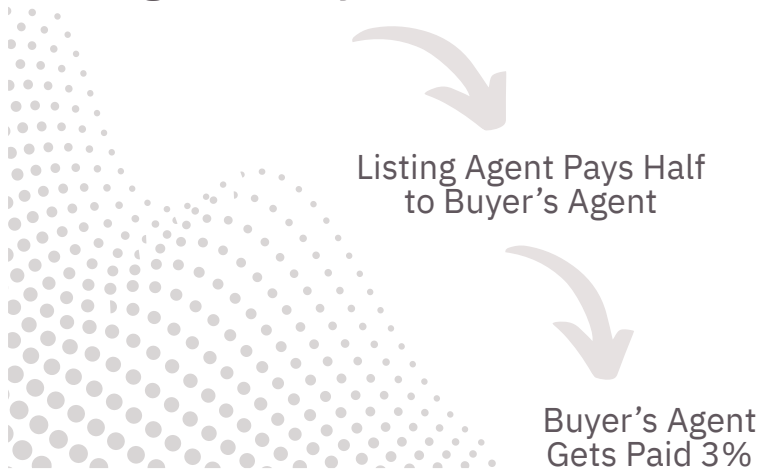 Listing Agent Pays Half
to Buyer’s Agent
Buyer’s Agent
Gets Paid 3%